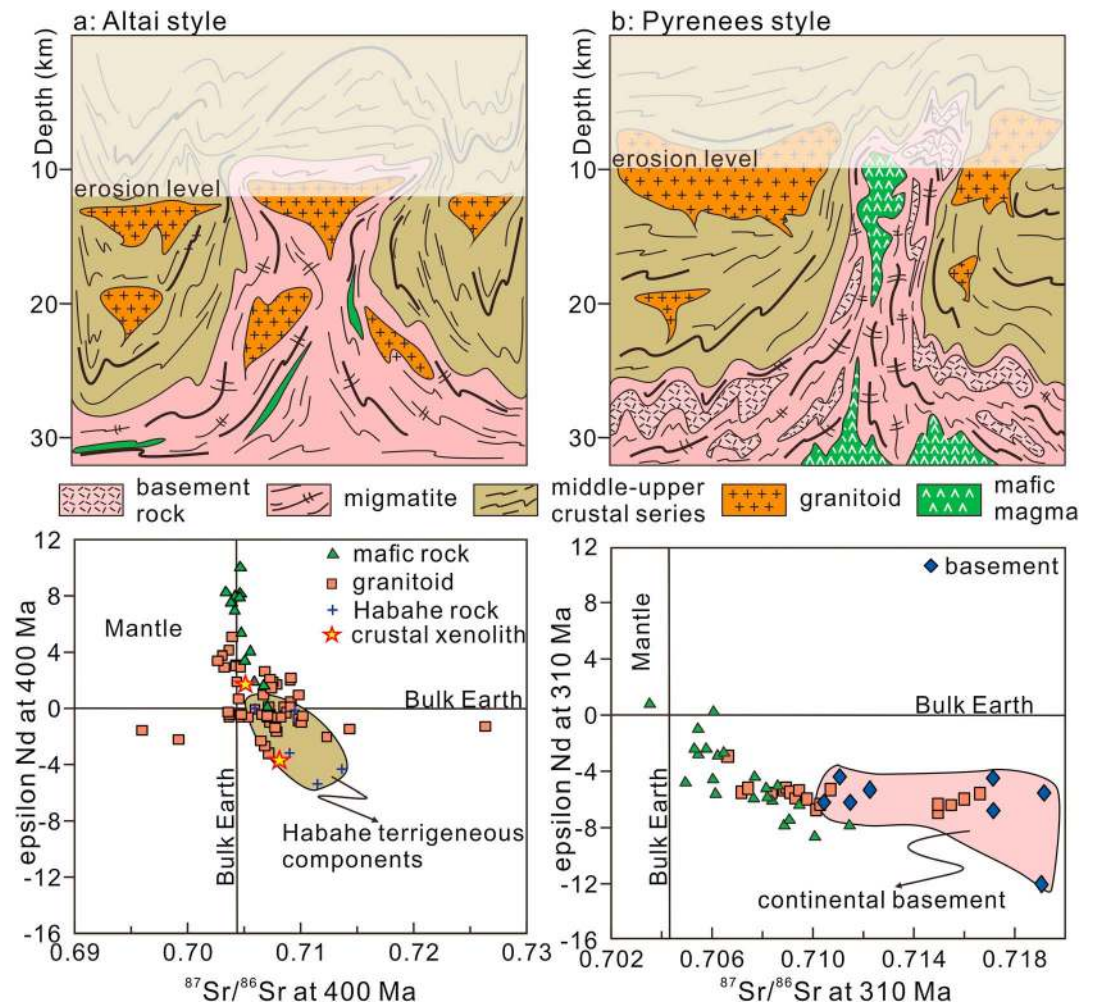 a: Altai style
b: Pyrenees style
Depth (km)
10
20
30
erosion level
Depth (km)
10
20
30
erosion level
basement
rock
migmatite
middle-upper
crustal series
granitoid
mafic
magma
epsilon Nd at 400 Ma
12
8
4
0
-4
-8
-12
-16
mafic rock
granitoid
Habahe rock
crustal xenolith
Mantle
Bulk Earth
Bulk Earth
Habahe terrigeneous
components
0.69
0.70
0.71
0.72
0.73
⁸⁷Sr/⁸⁶Sr at 400 Ma
epsilon Nd at 310 Ma
12
8
4
0
-4
-8
-12
-16
basement
Mantle
Bulk Earth
Bulk Earth
continental basement
0.702
0.706
0.710
0.714
0.718
⁸⁷Sr/⁸⁶Sr at 310 Ma